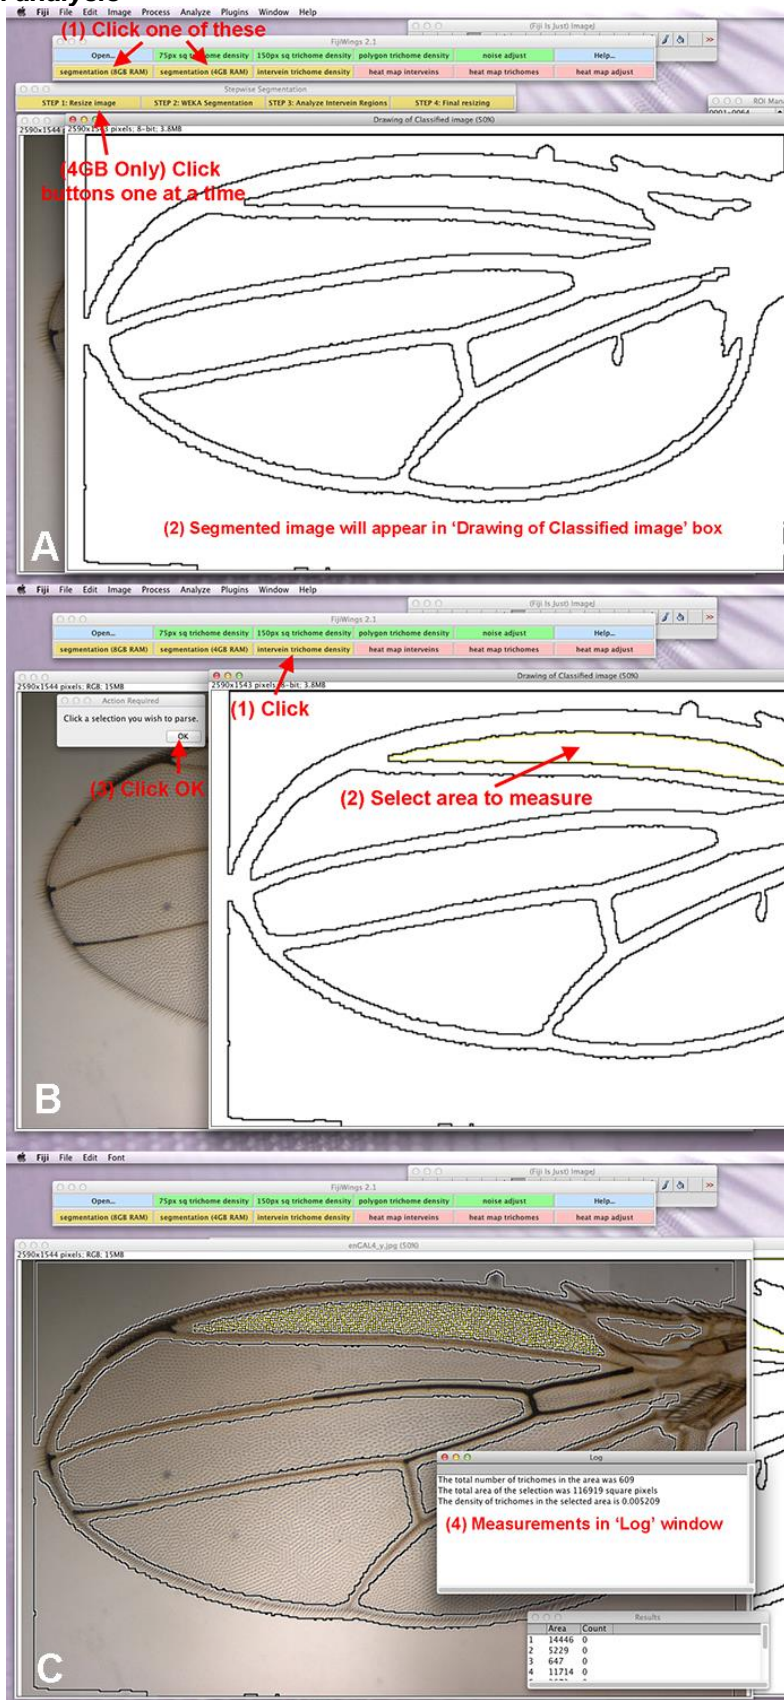 analysis
Fiji File Edit Image Process Analyze Plugins Window Help
(1) Click one of these
(Fiji Is Just) ImageJ
FijiWings 2.1
Open... 75px sq trichome density 150px sq trichome density polygon trichome density noise adjust Help...
segmentation (8GB RAM) segmentation (4GB RAM) intervein trichome density heat map interveins heat map trichomes heat map adjust
>>
Stepwise Segmentation
STEP 1: Resize image STEP 2: WEKA Segmentation STEP 3: Analyze Intervein Regions STEP 4: Final resizing
ROI Man
0001-0064
Drawing of Classified image (50%)
2590x1544
2590x1543 pixels; 8-bit; 3.8MB
(4GB Only) Click
buttons one at a time
(2) Segmented image will appear in ‘Drawing of Classified image’ box
A
Fiji File Edit Image Process Analyze Plugins Window Help
(Fiji Is Just) ImageJ
FijiWings 2.1
Open... 75px sq trichome density 150px sq trichome density polygon trichome density noise adjust Help...
segmentation (8GB RAM) segmentation (4GB RAM) intervein trichome density heat map interveins heat map trichomes heat map adjust
>>
Drawing of Classified image (50%)
2590x1544 pixels; RGB; 15MB
2590x1543 pixels; 8-bit; 3.8MB
Action Required
Click a selection you wish to parse.
OK
(1) Click
(2) Select area to measure
(3) Click OK
B
Fiji File Edit Font
(Fiji Is Just) ImageJ
FijiWings 2.1
Open... 75px sq trichome density 150px sq trichome density polygon trichome density noise adjust Help...
segmentation (8GB RAM) segmentation (4GB RAM) intervein trichome density heat map interveins heat map trichomes heat map adjust
>>
enGAL4_y.jpg (50%)
2590x1544 pixels; RGB; 15MB
Log
The total number of trichomes in the area was 609
The total area of the selection was 116919 square pixels
The density of trichomes in the selected area is 0.005209
(4) Measurements in ‘Log’ window
Results
Area Count
1 14446 0
2 5229 0
3 647 0
4 11714 0
C